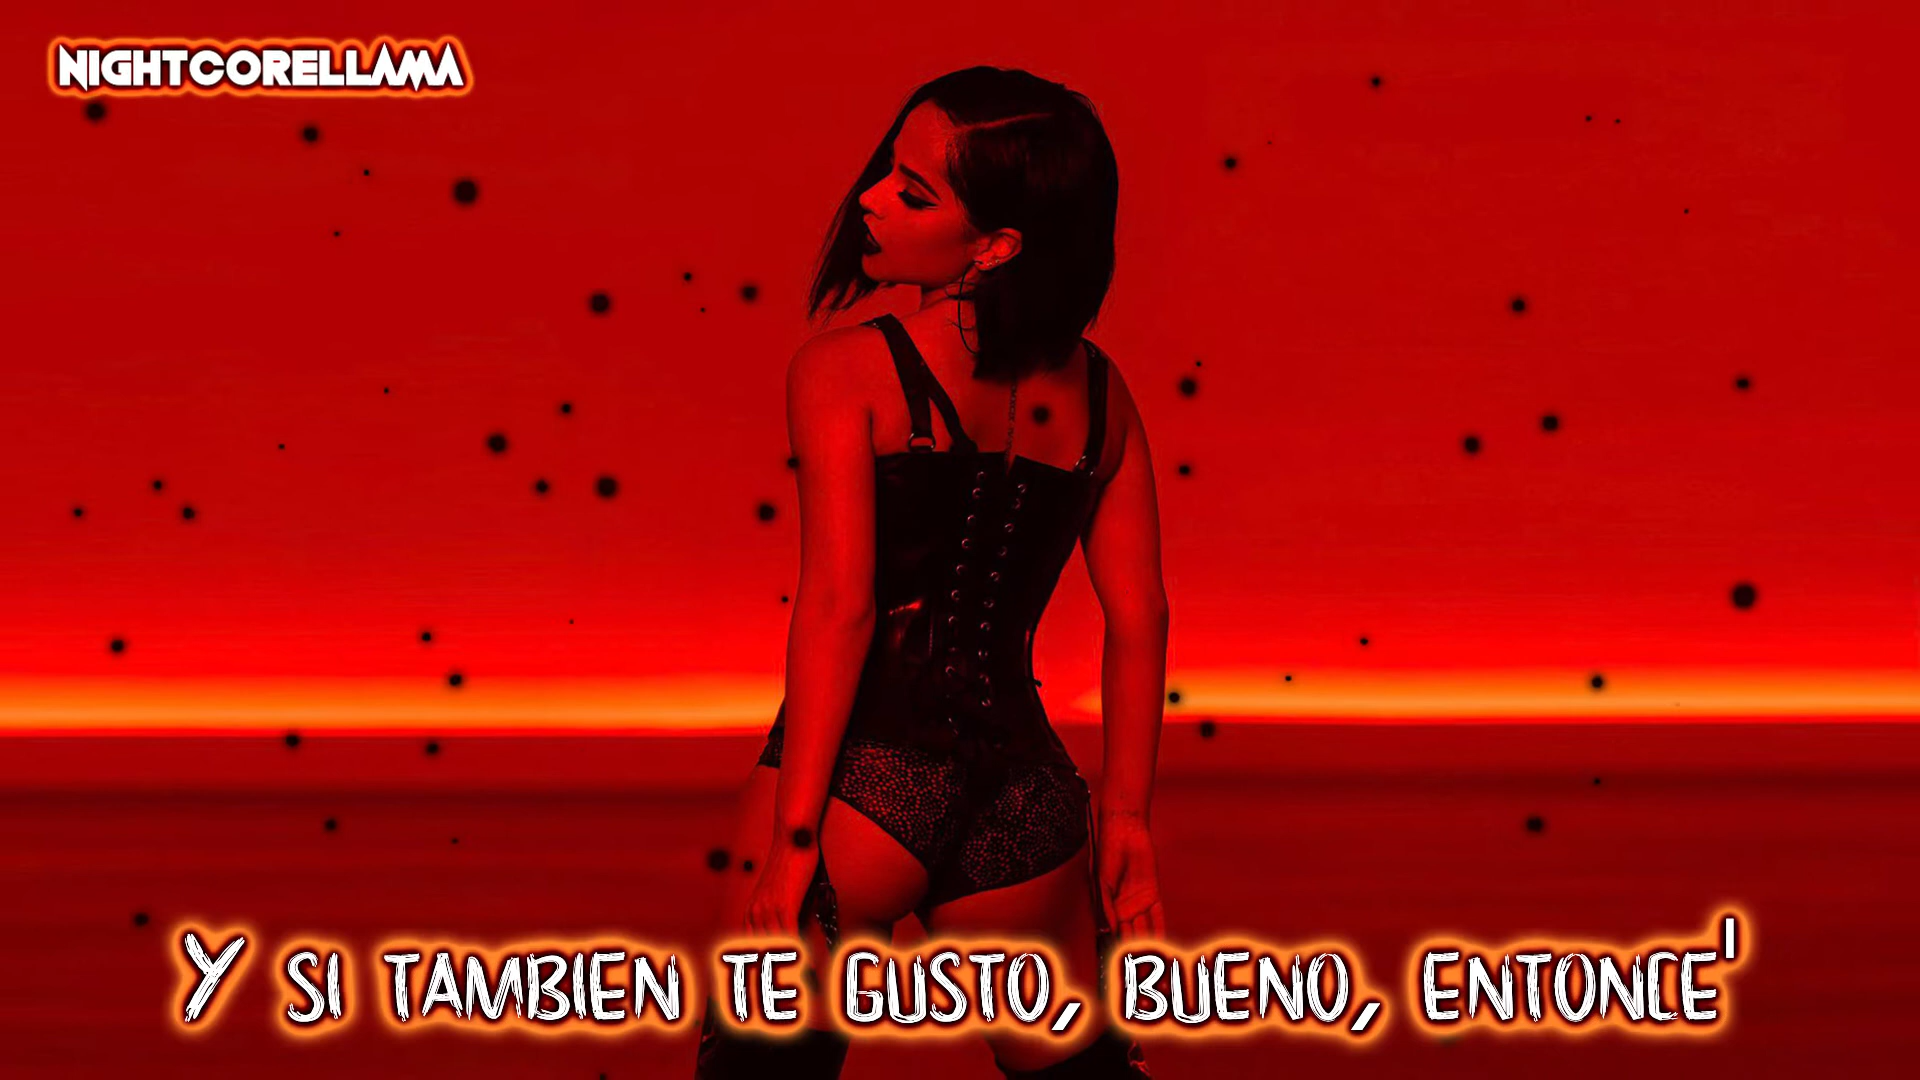 NIGHTCORELLAMA
Y SI TAMBIEN TE GUSTO, BUENO, ENTONCE'